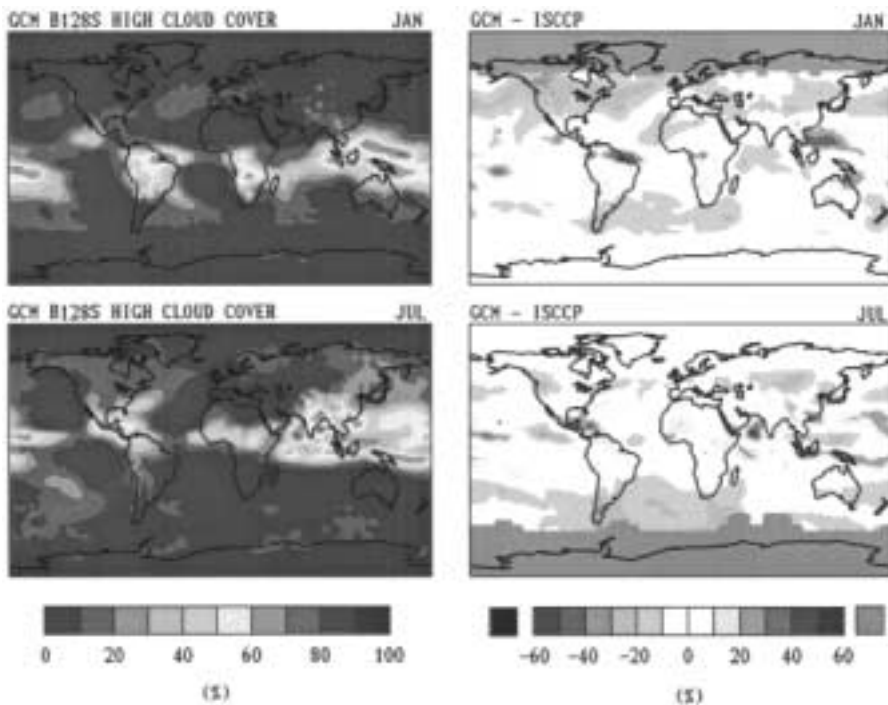 GCM B128S HIGH CLOUD COVER JAN
GCM - ISCCP JAN
GCM B128S HIGH CLOUD COVER JUL
GCM - ISCCP JUL
0 20 40 60 80 100
(%)
-60 -40 -20 0 20 40 60
(%)